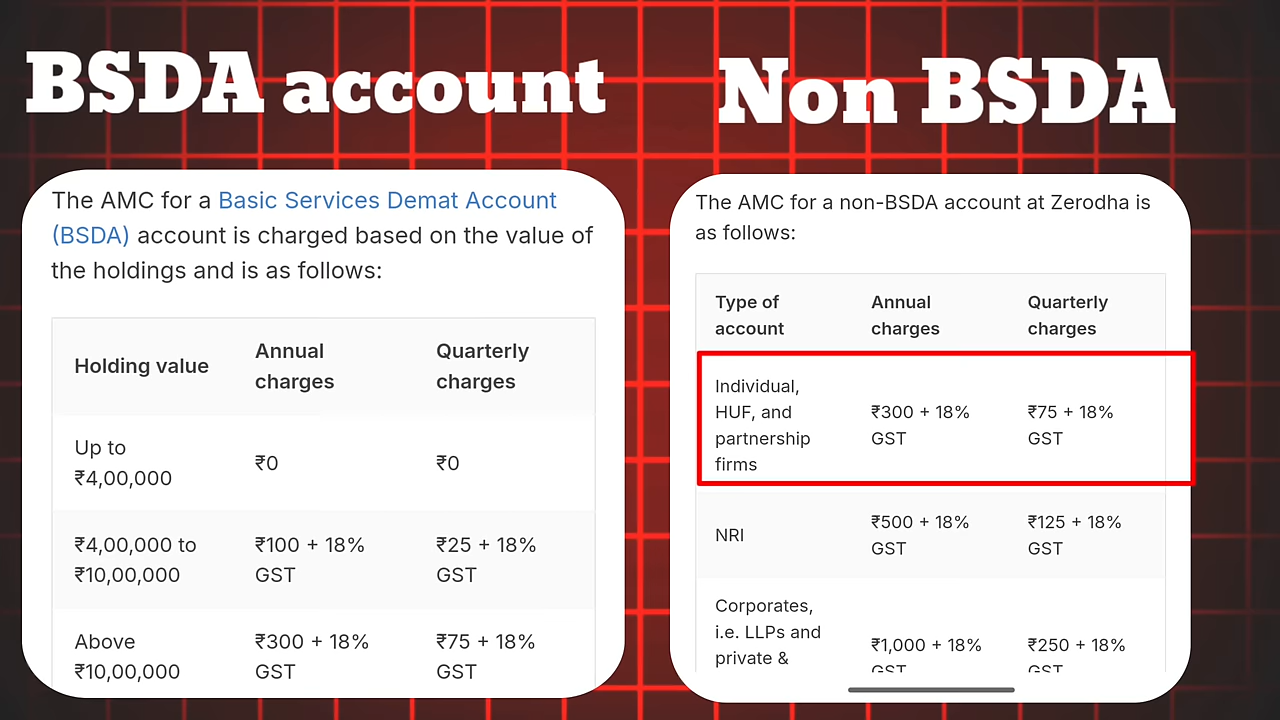 BSDA account
The AMC for a Basic Services Demat Account
(BSDA) account is charged based on the value of
the holdings and is as follows:
Holding value
Annual
charges
Quarterly
charges
Up to
₹4,00,000
₹0
₹0
₹4,00,000 to
₹10,00,000
₹100 + 18%
GST
₹25 + 18%
GST
Above
₹10,00,000
₹300 + 18%
GST
₹75 + 18%
GST
Non BSDA
The AMC for a non-BSDA account at Zerodha is
as follows:
Type of
account
Annual
charges
Quarterly
charges
Individual,
HUF, and
partnership
firms
₹300 + 18%
GST
₹75 + 18%
GST
NRI
₹500 + 18%
GST
₹125 + 18%
GST
Corporates,
i.e. LLPs and
private &
₹1,000 + 18%
GST
₹250 + 18%
GST